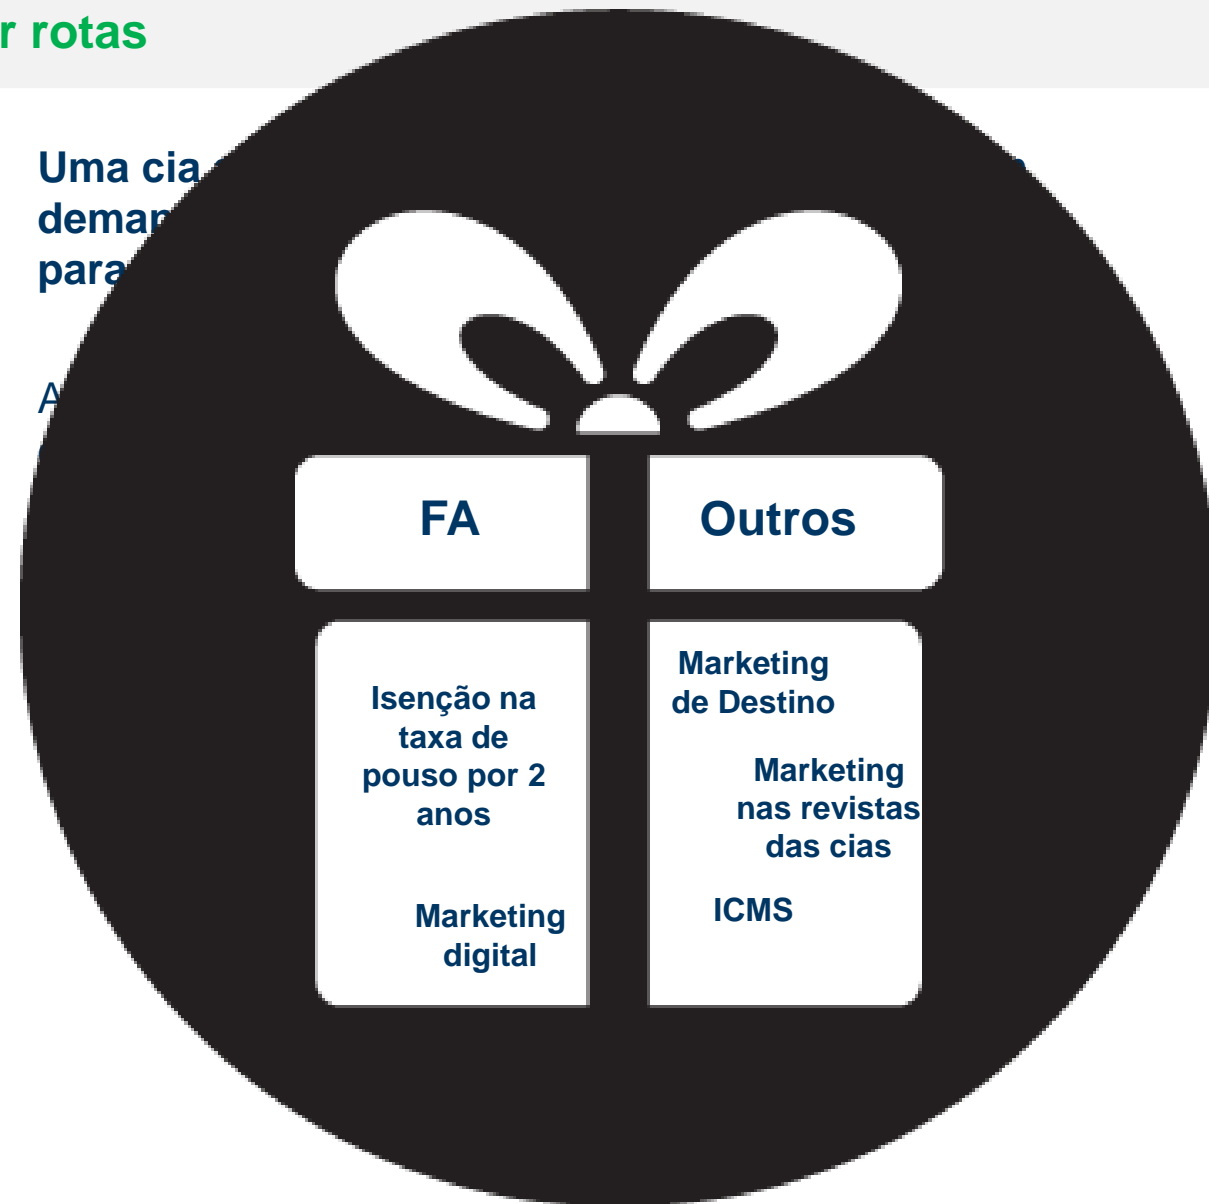 r rotas
Uma cia
para
FA
Outros
Isenção na
taxa de
pouso por 2
anos
Marketing
digital
Marketing
de Destino
Marketing
nas revistas
das cias
ICMS